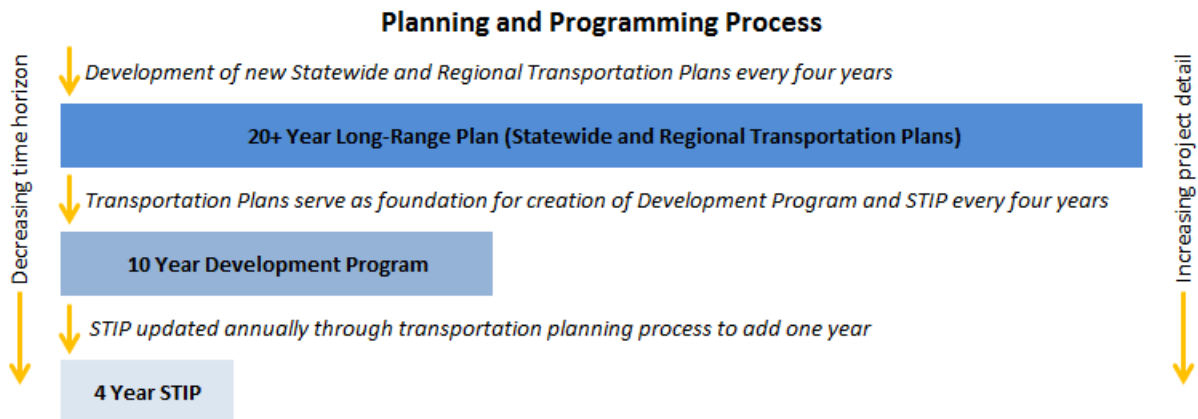 Planning and Programming Process
Development of new Statewide and Regional Transportation Plans every four years
20+ Year Long-Range Plan (Statewide and Regional Transportation Plans)
Transportation Plans serve as foundation for creation of Development Program and STIP every four years
10 Year Development Program
STIP updated annually through transportation planning process to add one year
4 Year STIP
Decreasing time horizon
Increasing project detail